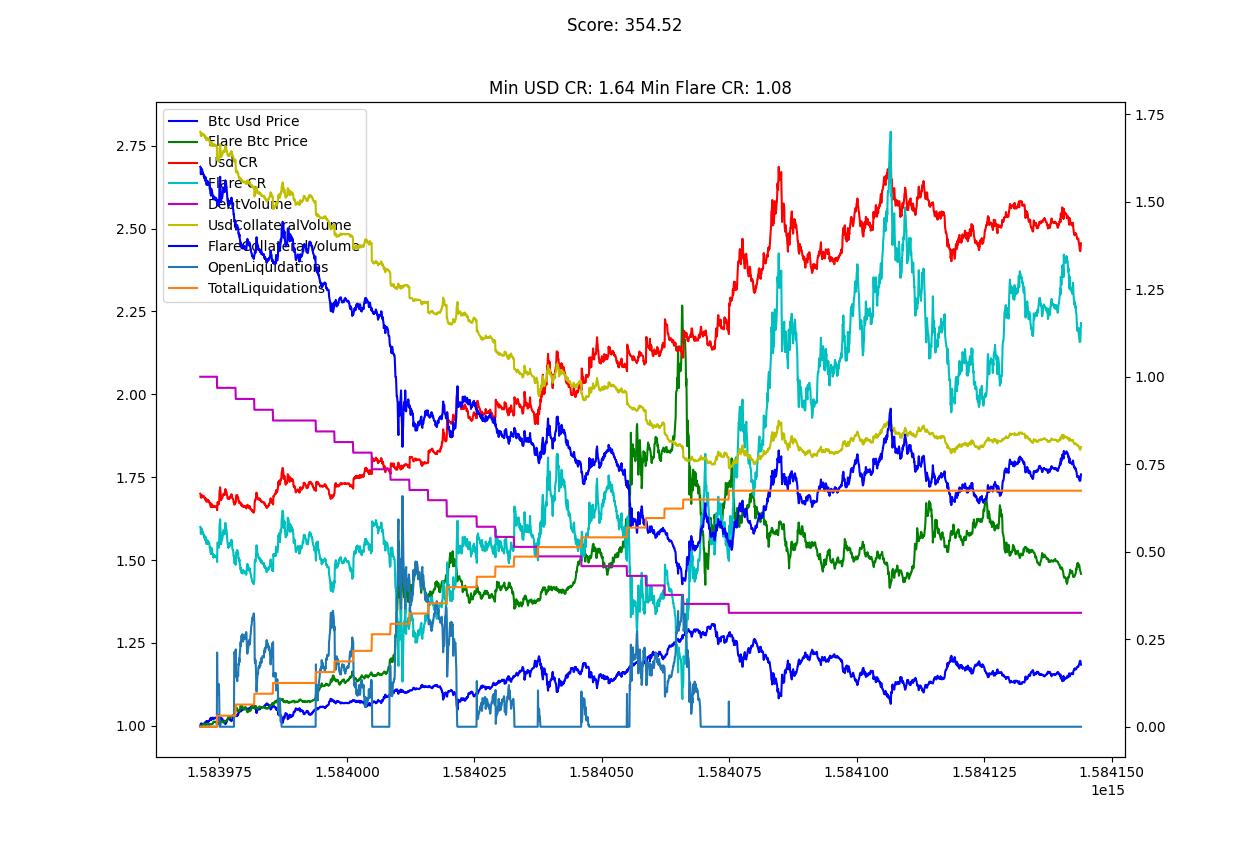 Score: 354.52
Min USD CR: 1.64 Min Flare CR: 1.08
Btc Usd Price
Flare Btc Price
Usd CR
Flare CR
DebtVolume
UsdCollateralVolume
FlareCollateralVolume
OpenLiquidations
TotalLiquidations
2.75
2.50
2.25
2.00
1.75
1.50
1.25
1.00
1.75
1.50
1.25
1.00
0.75
0.50
0.25
0.00
1.583975 1.584000 1.584025 1.584050 1.584075 1.584100 1.584125 1.584150
1e15